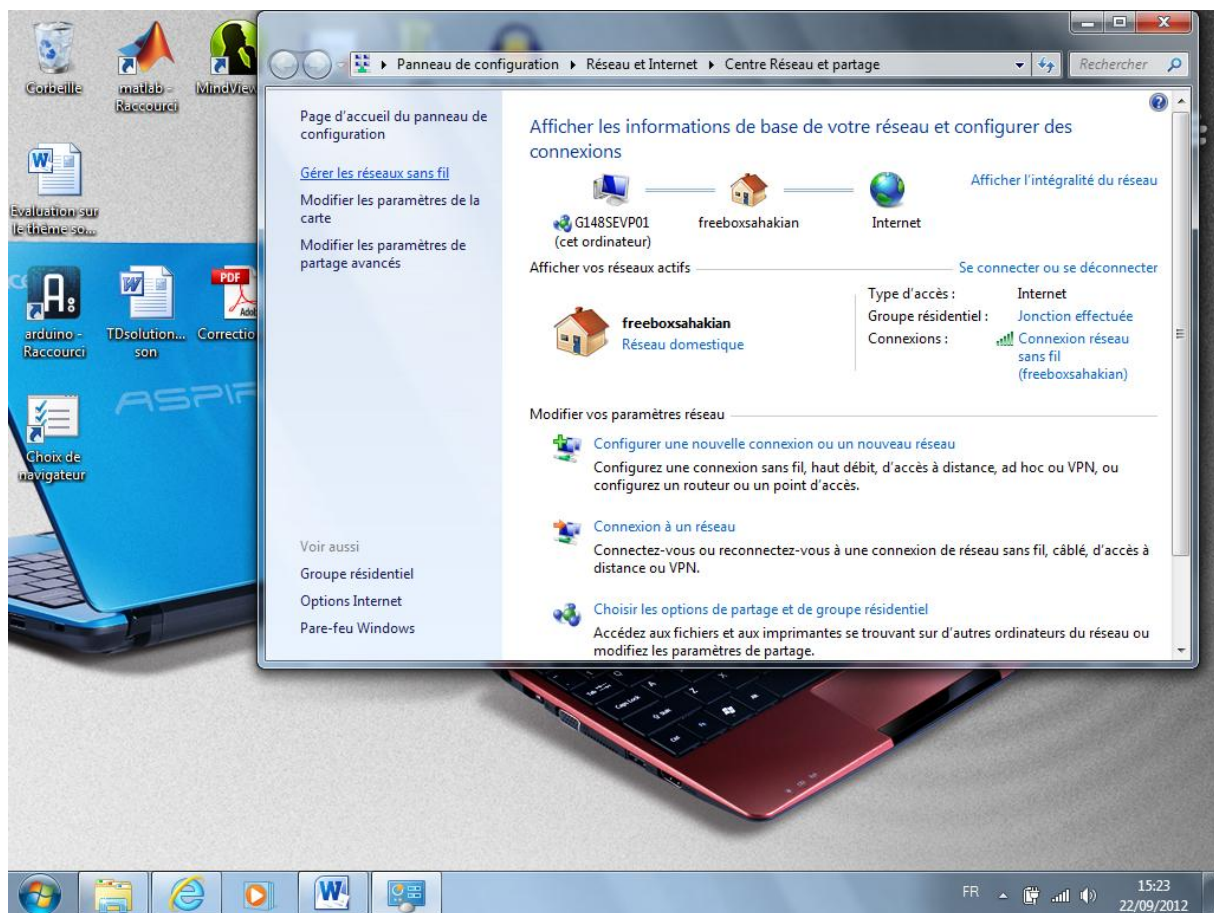 Corbeille
matlab -
Raccourci
MindView
Evaluation sur
le thème so...
arduino -
Raccourci
TDsolution...
son
PDF
Adob
Correctio
Choix de
navigateur
ASPIR
Panneau de configuration
Réseau et Internet
Centre Réseau et partage
Rechercher
Page d'accueil du panneau de
configuration
Gérer les réseaux sans fil
Modifier les paramètres de la
carte
Modifier les paramètres de
partage avancés
Voir aussi
Groupe résidentiel
Options Internet
Pare-feu Windows
Afficher les informations de base de votre réseau et configurer des
connexions
Afficher l'intégralité du réseau
G148SEVP01
(cet ordinateur)
freeboxsahakian
Internet
Afficher vos réseaux actifs
Se connecter ou se déconnecter
freeboxsahakian
Réseau domestique
Type d'accès : Internet
Groupe résidentiel : Jonction effectuée
Connexions : Connexion réseau
sans fil
(freeboxsahakian)
Modifier vos paramètres réseau
Configurer une nouvelle connexion ou un nouveau réseau
Configurez une connexion sans fil, haut débit, d'accès à distance, ad hoc ou VPN, ou
configurez un routeur ou un point d'accès.
Connexion à un réseau
Connectez-vous ou reconnectez-vous à une connexion de réseau sans fil, câblé, d'accès à
distance ou VPN.
Choisir les options de partage et de groupe résidentiel
Accédez aux fichiers et aux imprimantes se trouvant sur d'autres ordinateurs du réseau ou
modifiez les paramètres de partage.
FR
15:23
22/09/2012